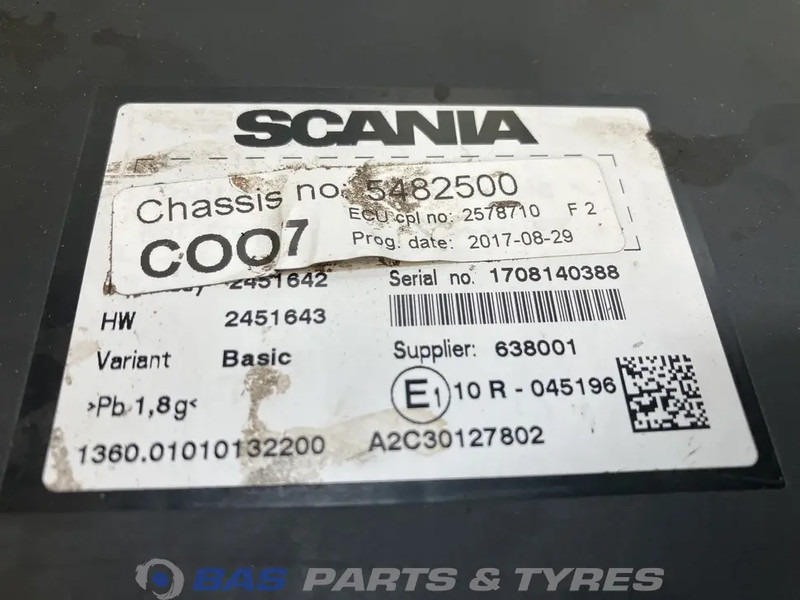 SCANIA
Chassis no: 5482500
ECU cpl no: 2578710 F 2
COO7
Prog. date: 2017-08-29
2451642
Serial no. 1708140388
HW 2451643
Variant Basic
Supplier: 638001
>Pb 1,8g<
E1 10 R - 045196
1360.01010132200 A2C30127802
BAS PARTS & TYRES